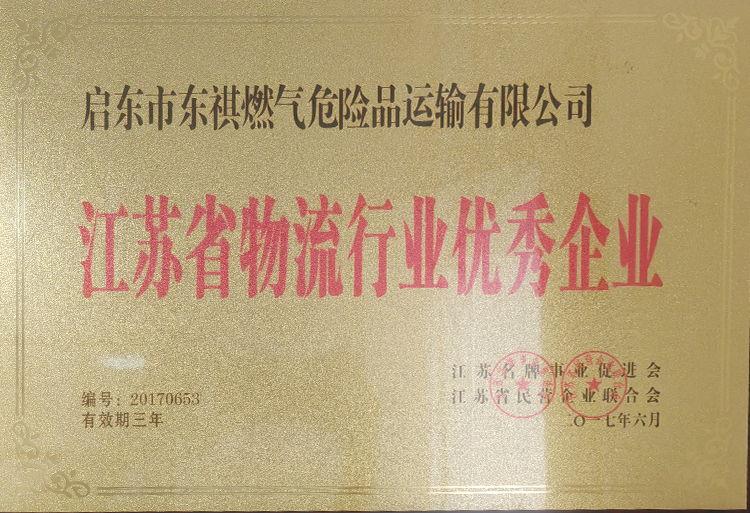 启东市东祺燃气危险品运输有限公司
江苏省物流行业优秀企业
江苏名牌事业促进会
编号：20170653
江苏省民营企业联合会
有效期三年
二〇一七年六月